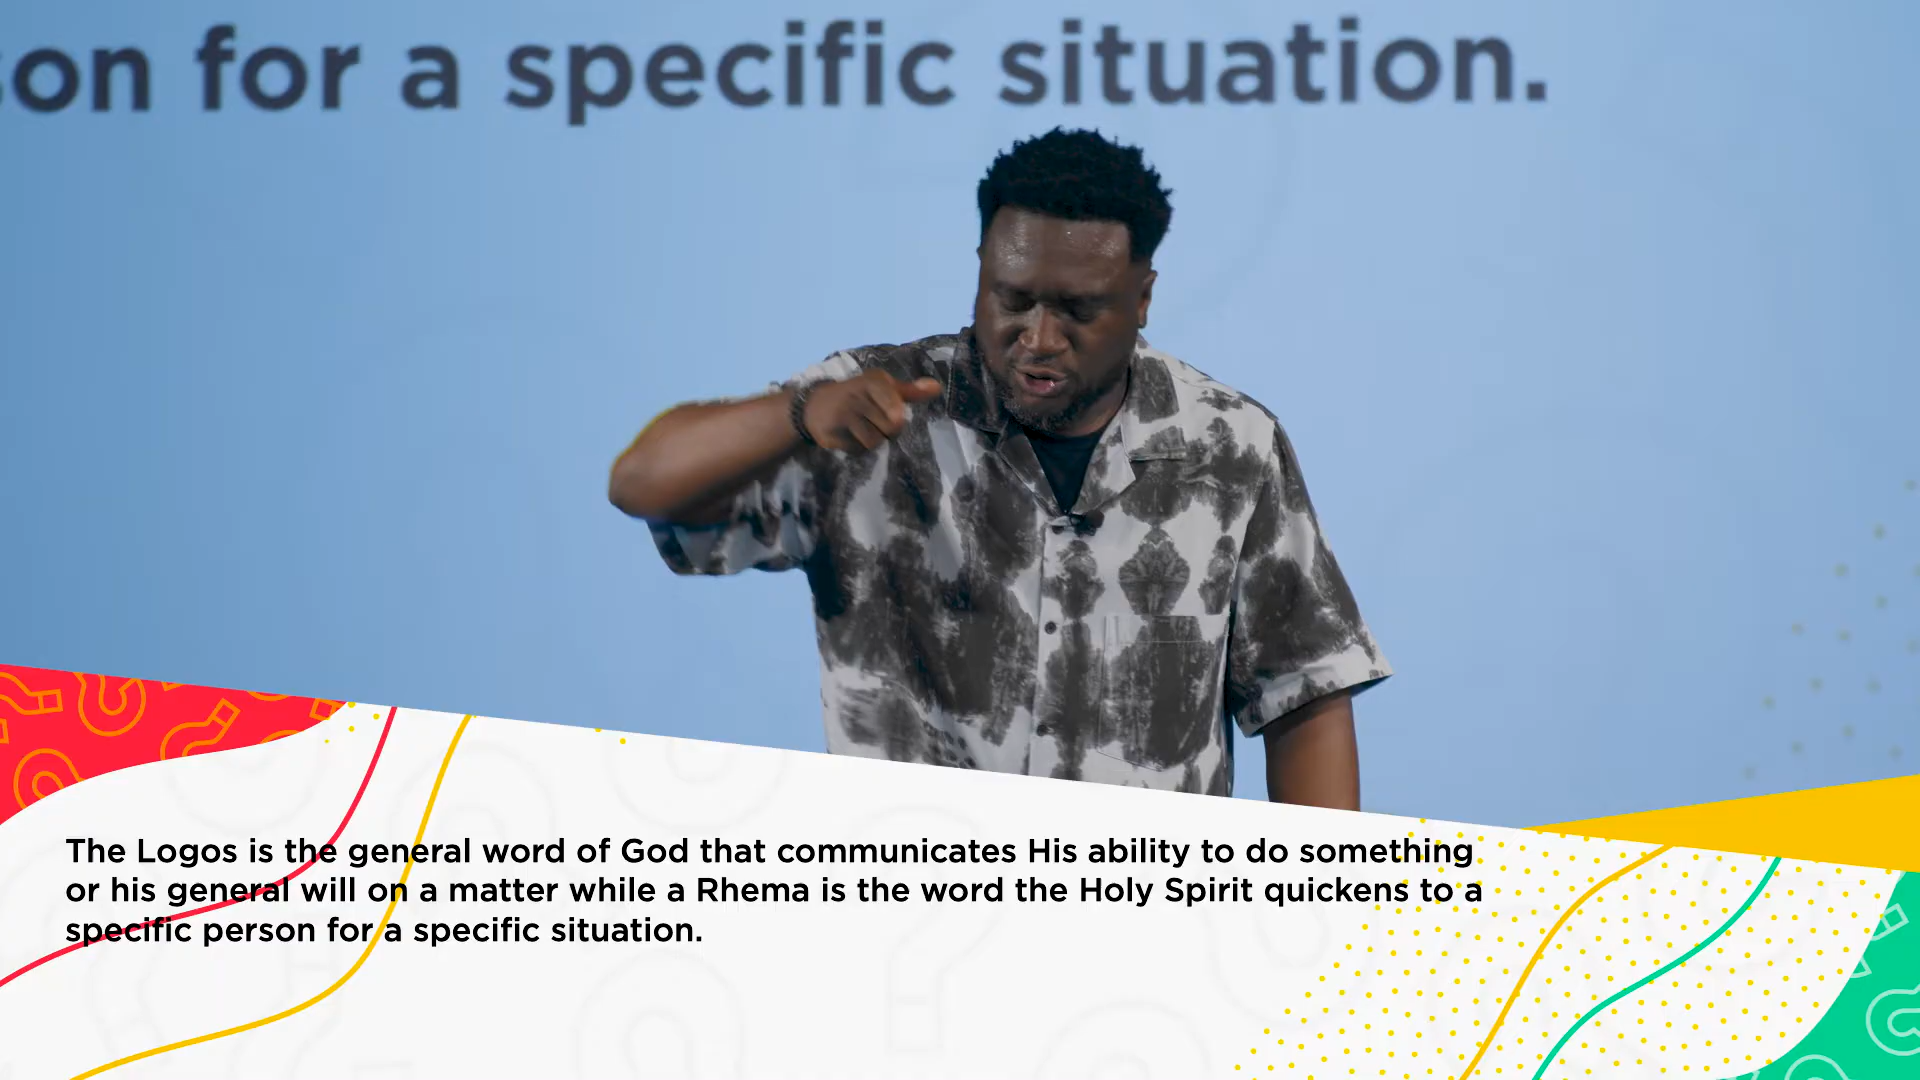 for a specific situation.
The Logos is the general word of God that communicates His ability to do something
or his general will on a matter while a Rhema is the word the Holy Spirit quickens to a
specific person for a specific situation.